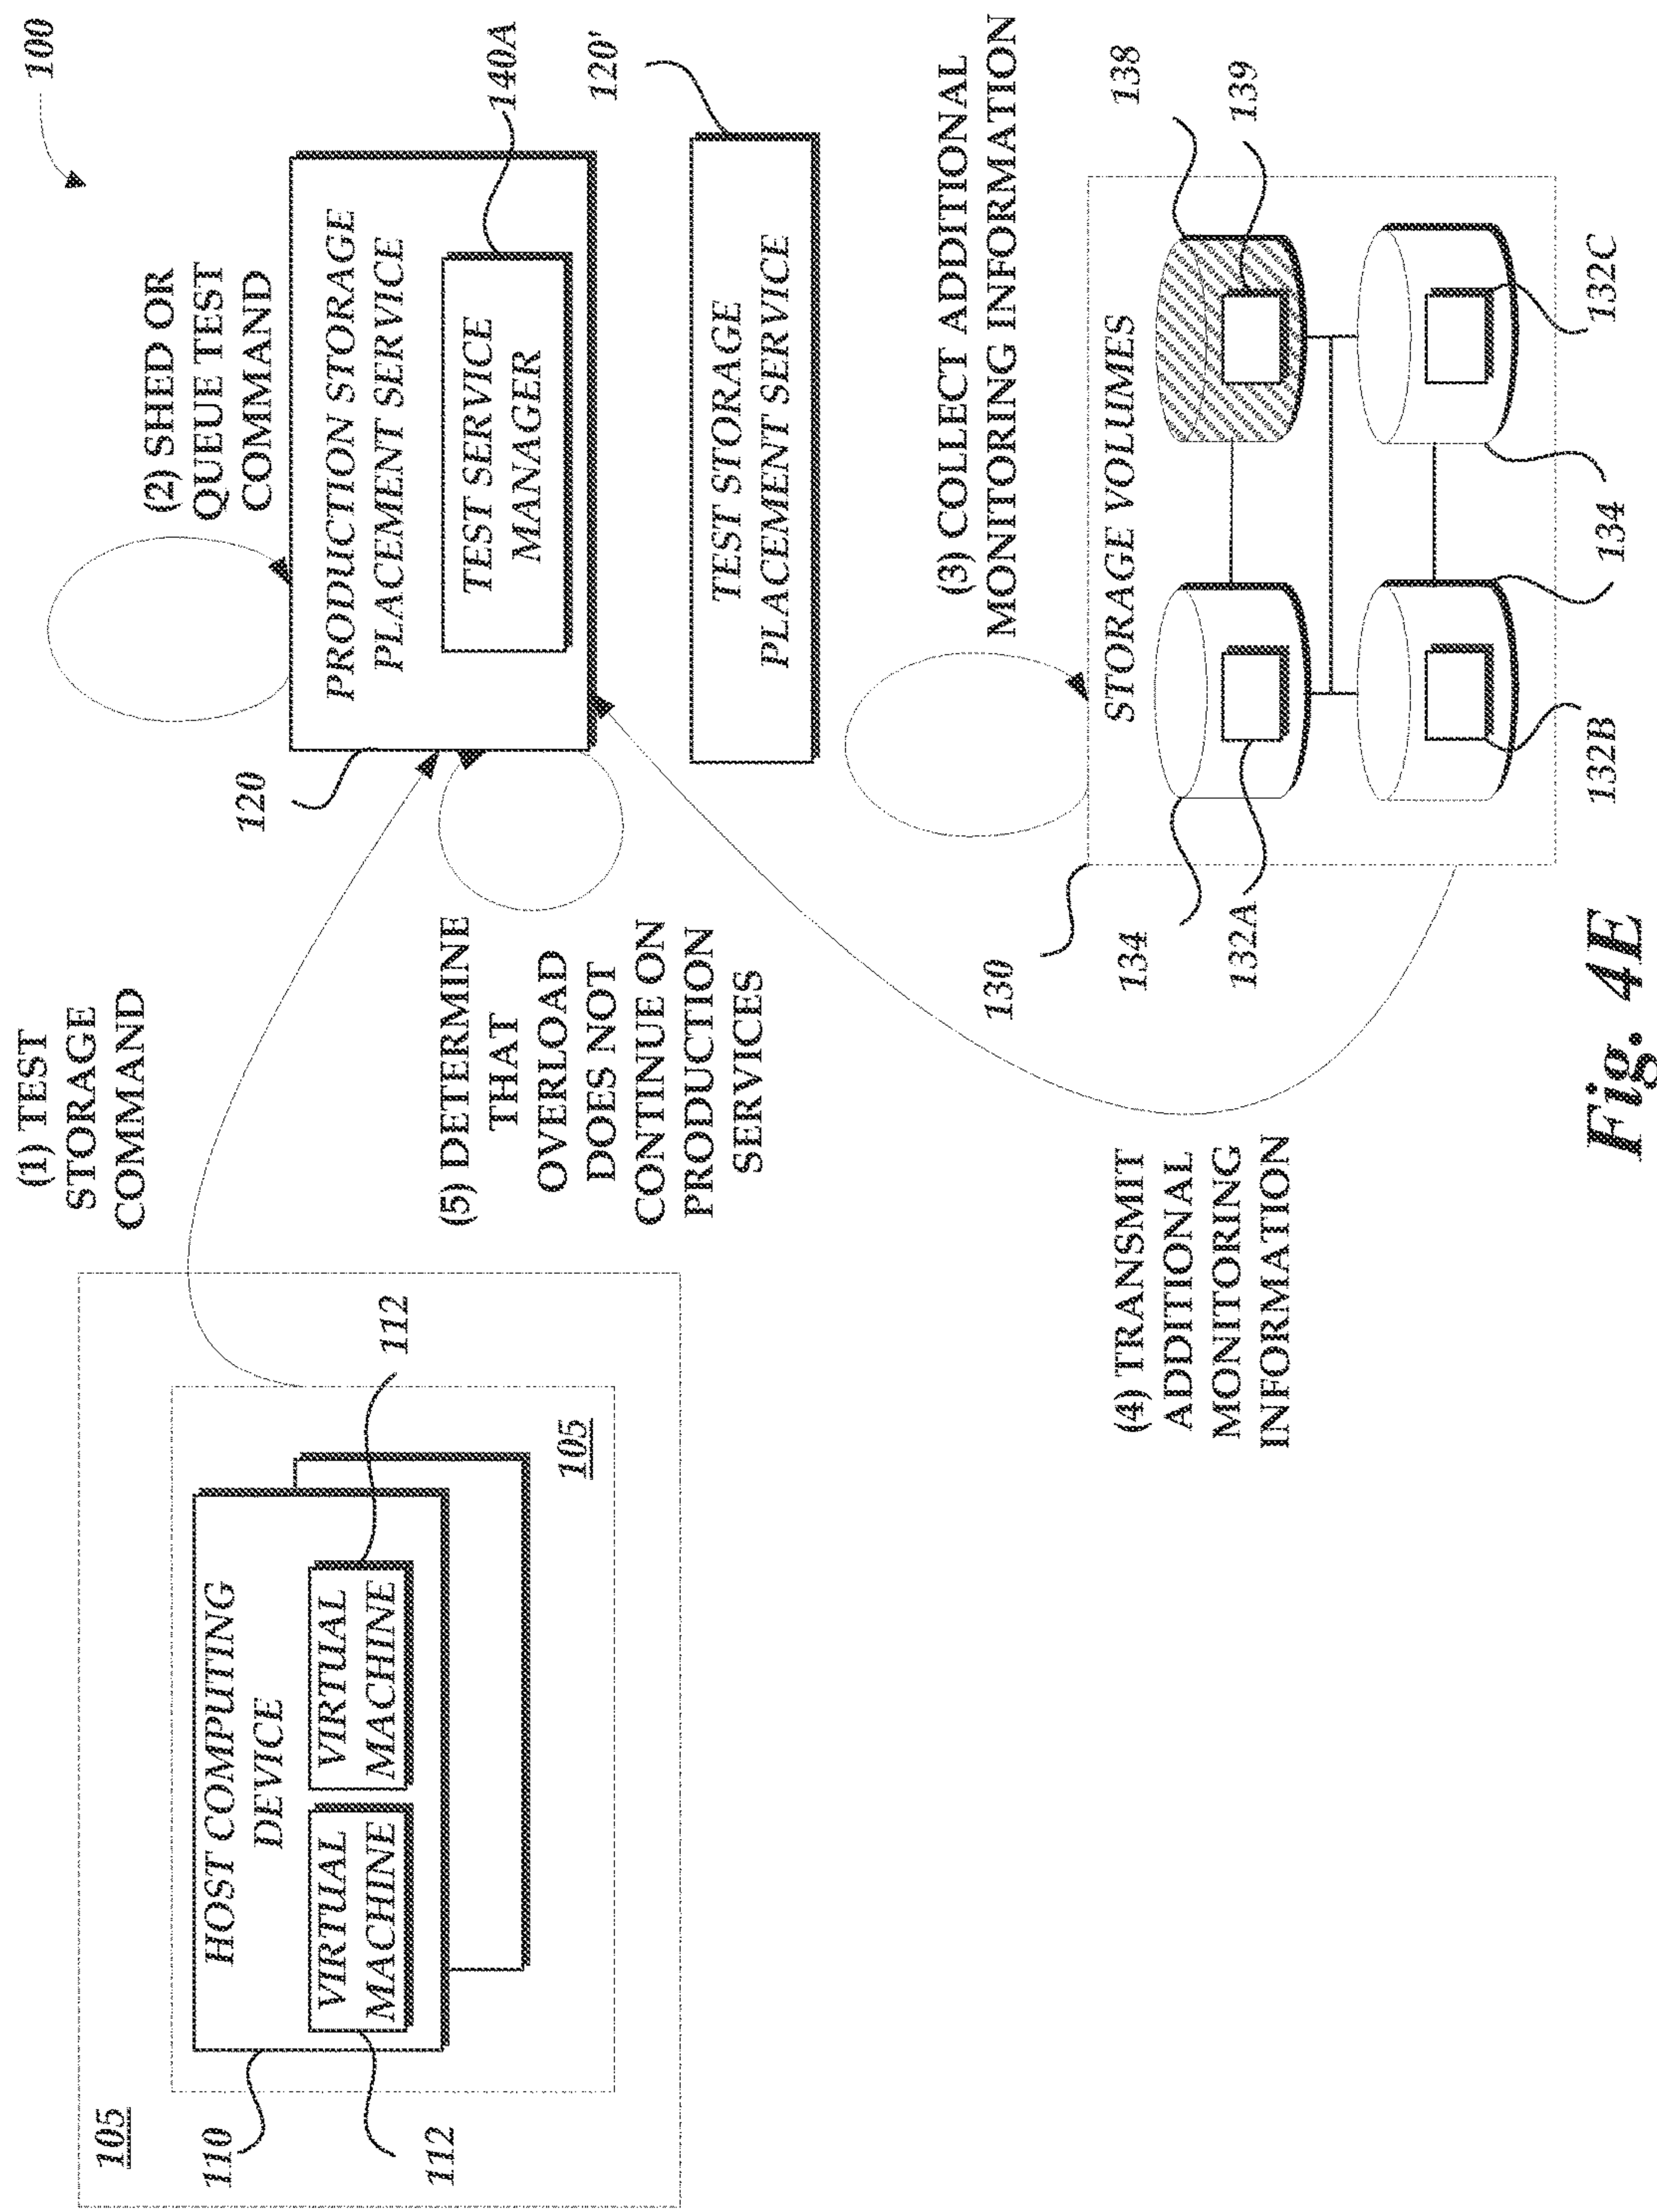 100
(1) TEST
STORAGE
COMMAND
(2) SHED OR
QUEUE TEST
COMMAND
105
110
HOST COMPUTING
DEVICE
VIRTUAL
MACHINE
VIRTUAL
MACHINE
112
112
105
120
PRODUCTION STORAGE
PLACEMENT SERVICE
TEST SERVICE
MANAGER
140A
(5) DETERMINE
THAT
OVERLOAD
DOES NOT
CONTINUE ON
PRODUCTION
SERVICES
TEST STORAGE
PLACEMENT SERVICE
120'
(3) COLLECT ADDITIONAL
MONITORING INFORMATION
130
STORAGE VOLUMES
138
134
139
132A
(4) TRANSMIT
ADDITIONAL
MONITORING
INFORMATION
132B
134
132C
Fig. 4E